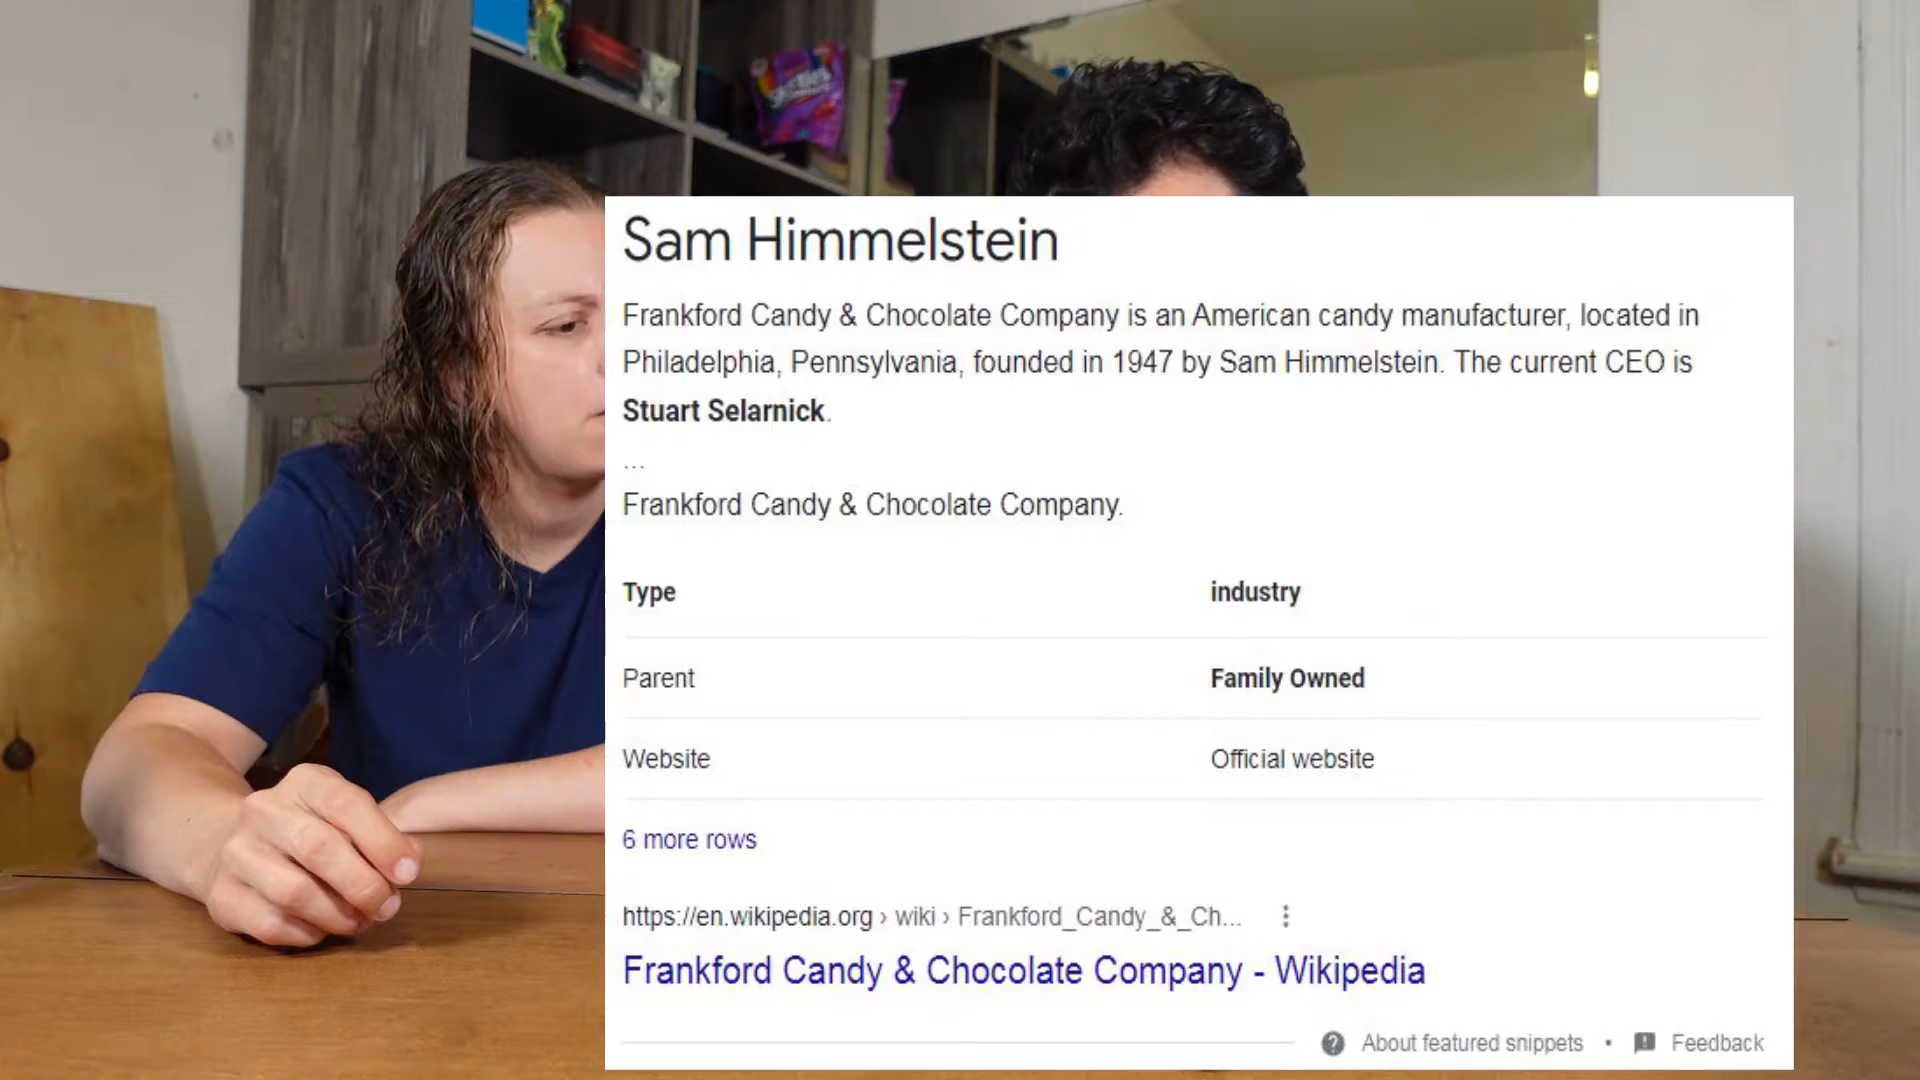 Sam Himmelstein
Frankford Candy & Chocolate Company is an American candy manufacturer, located in
Philadelphia, Pennsylvania, founded in 1947 by Sam Himmelstein. The current CEO is
Stuart Selarnick.
...
Frankford Candy & Chocolate Company.
Type industry
Parent Family Owned
Website Official website
6 more rows
https://en.wikipedia.org › wiki › Frankford_Candy_&_Ch...
Frankford Candy & Chocolate Company - Wikipedia
About featured snippets • Feedback